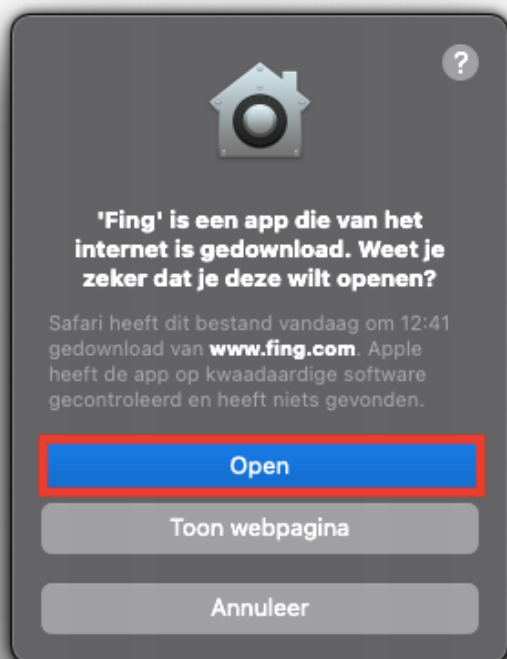 ?
'Fing' is een app die van het
internet is gedownload. Weet je
zeker dat je deze wilt openen?
Safari heeft dit bestand vandaag om 12:41
gedownload van www.fing.com. Apple
heeft de app op kwaadaardige software
gecontroleerd en heeft niets gevonden.
Open
Toon webpagina
Annuleer